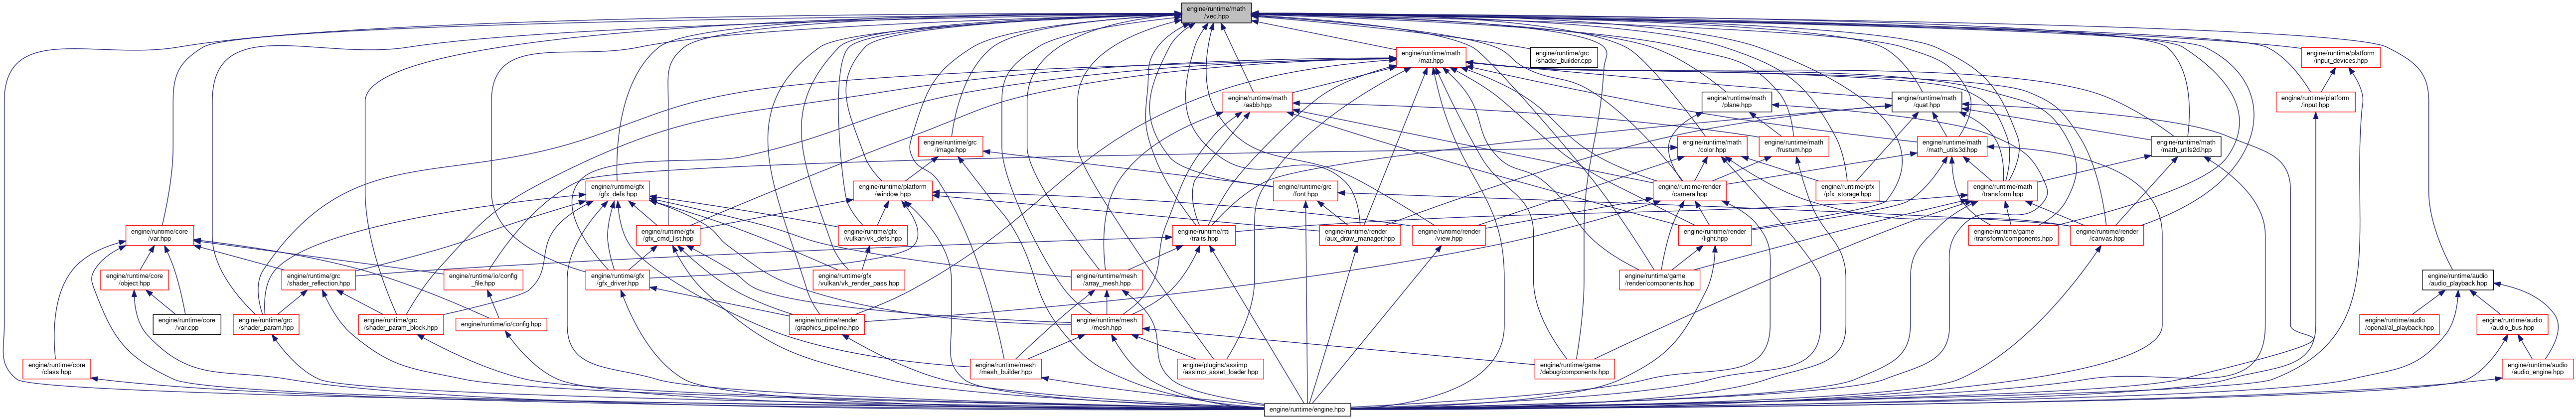 engine/runtime/math
/vec.hpp
engine/runtime/math
/mat.hpp
engine/runtime/grc
/shader_builder.cpp
engine/runtime/platform
/input_devices.hpp
engine/runtime/math
/aabb.hpp
engine/runtime/math
/plane.hpp
engine/runtime/math
/quat.hpp
engine/runtime/platform
/input.hpp
engine/runtime/grc
/image.hpp
engine/runtime/math
/color.hpp
engine/runtime/math
/frustum.hpp
engine/runtime/math
/math_utils3d.hpp
engine/runtime/math
/math_utils2d.hpp
engine/runtime/gfx
/gfx_defs.hpp
engine/runtime/platform
/window.hpp
engine/runtime/grc
/font.hpp
engine/runtime/render
/camera.hpp
engine/runtime/pfx
/pfx_storage.hpp
engine/runtime/math
/transform.hpp
engine/runtime/core
/var.hpp
engine/runtime/gfx
/gfx_cmd_list.hpp
engine/runtime/gfx
/vulkan/vk_defs.hpp
engine/runtime/rtti
/traits.hpp
engine/runtime/render
/aux_draw_manager.hpp
engine/runtime/render
/view.hpp
engine/runtime/render
/light.hpp
engine/runtime/game
/transform/components.hpp
engine/runtime/render
/canvas.hpp
engine/runtime/core
/object.hpp
engine/runtime/grc
/shader_reflection.hpp
engine/runtime/io/config
_file.hpp
engine/runtime/gfx
/gfx_driver.hpp
engine/runtime/gfx
/vulkan/vk_render_pass.hpp
engine/runtime/mesh
/array_mesh.hpp
engine/runtime/game
/render/components.hpp
engine/runtime/audio
/audio_playback.hpp
engine/runtime/core
/var.cpp
engine/runtime/grc
/shader_param.hpp
engine/runtime/grc
/shader_param_block.hpp
engine/runtime/io/config.hpp
engine/runtime/render
/graphics_pipeline.hpp
engine/runtime/mesh
/mesh.hpp
engine/runtime/audio
openal/al_playback.hpp
engine/runtime/audio
/audio_bus.hpp
engine/runtime/core
/class.hpp
engine/runtime/mesh
/mesh_builder.hpp
engine/plugins/assimp
/assimp_asset_loader.hpp
engine/runtime/game
/debug/components.hpp
engine/runtime/audio
/audio_engine.hpp
engine/runtime/engine.hpp